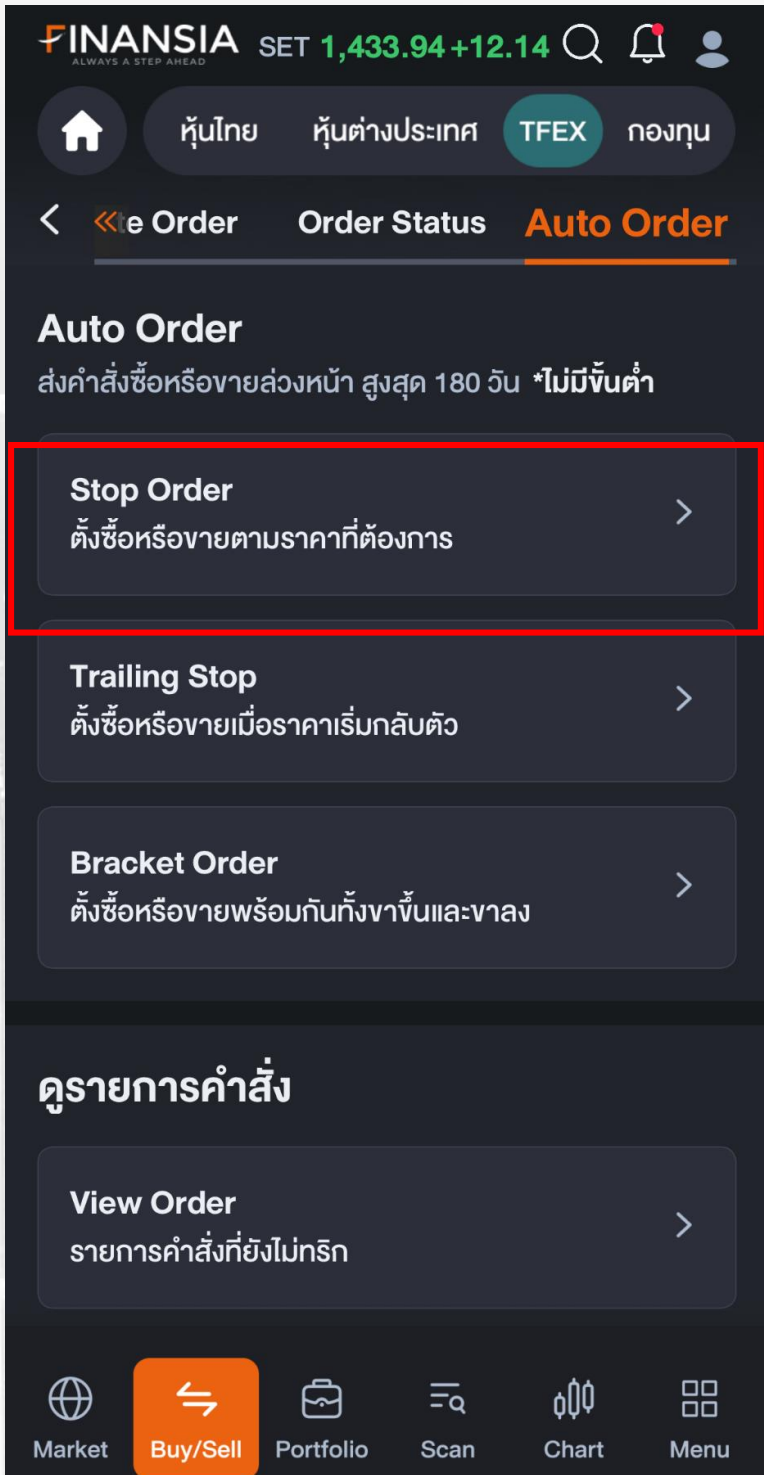 FINANSIA
ALWAYS A STEP AHEAD
SET 1,433.94 +12.14
หุ้นไทย หุ้นต่างประเทศ TFEX กองทุน
te Order Order Status Auto Order
Auto Order
ส่งคำสั่งซื้อหรือขายล่วงหน้า สูงสุด 180 วัน *ไม่มีขั้นต่ำ
Stop Order
ตั้งซื้อหรือขายตามราคาที่ต้องการ
Trailing Stop
ตั้งซื้อหรือขายเมื่อราคาเริ่มกลับตัว
Bracket Order
ตั้งซื้อหรือขายพร้อมกันทั้งขาขึ้นและขาลง
ดูรายการคำสั่ง
View Order
รายการคำสั่งที่ยังไม่ทริก
Market Buy/Sell Portfolio Scan Chart Menu